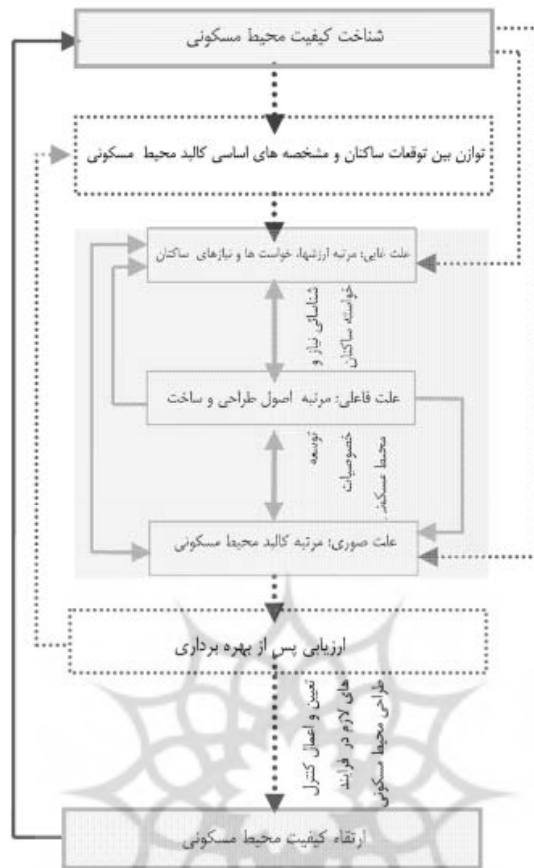 شناخت کیفیت محیط مسکونی
توازن بین توقعات ساکنان و مشخصه های اساسی کالبد محیط مسکونی
علت غایی: مرتبه ارزشها، خواست ها و نیازهای ساکنان
شناسائی نیاز و
خواسته ساکنان
علت فاعلی: مرتبه اصول طراحی و ساخت
توسعه
خصوصیات
محیط مسکونی
علت صوری: مرتبه کالبد محیط مسکونی
ارزیابی پس از بهره برداری
تعیین و اعمال کنترل
های لازم در فرایند
طراحی محیط مسکونی
ارتقاء کیفیت محیط مسکونی